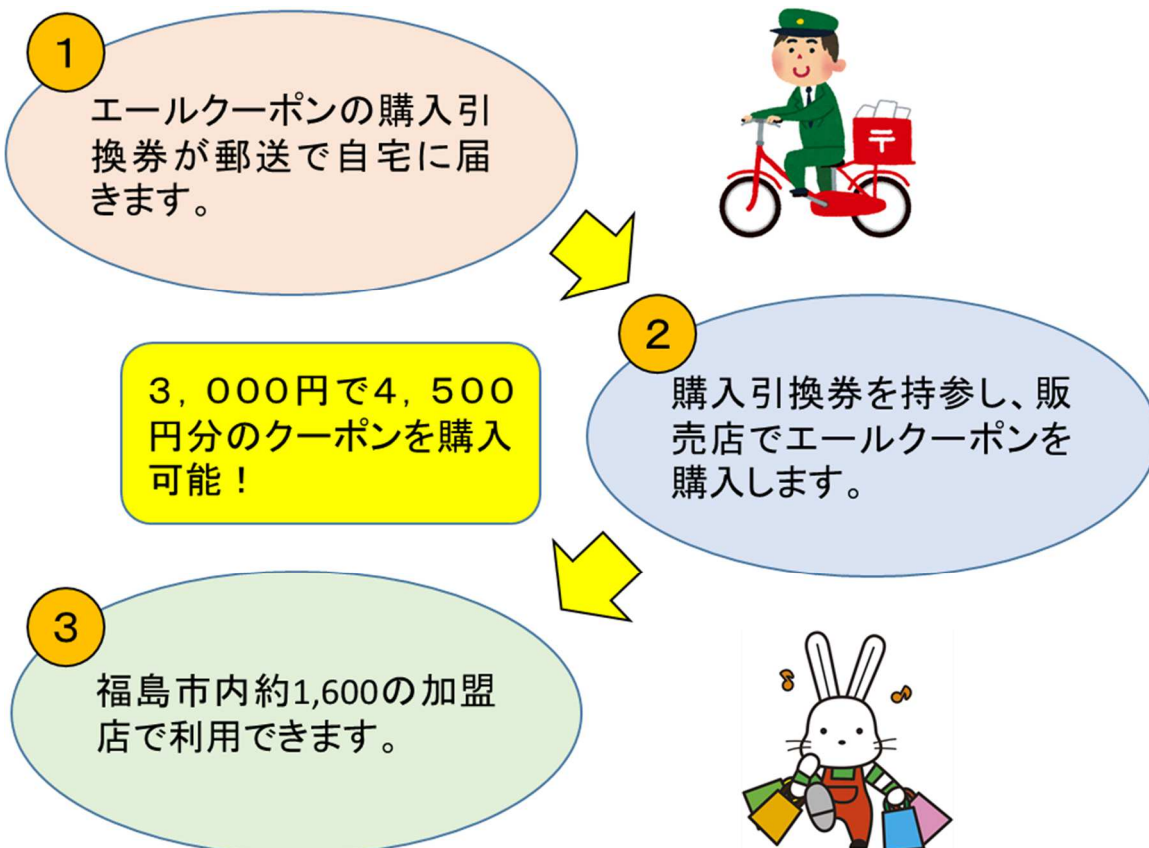 1
エールクーポンの購入引
換券が郵送で自宅に届
きます。
〒
2
購入引換券を持参し、販
売店でエールクーポンを
購入します。
3，000円で4，500
円分のクーポンを購入
可能！
3
福島市内約1,600の加盟
店で利用できます。